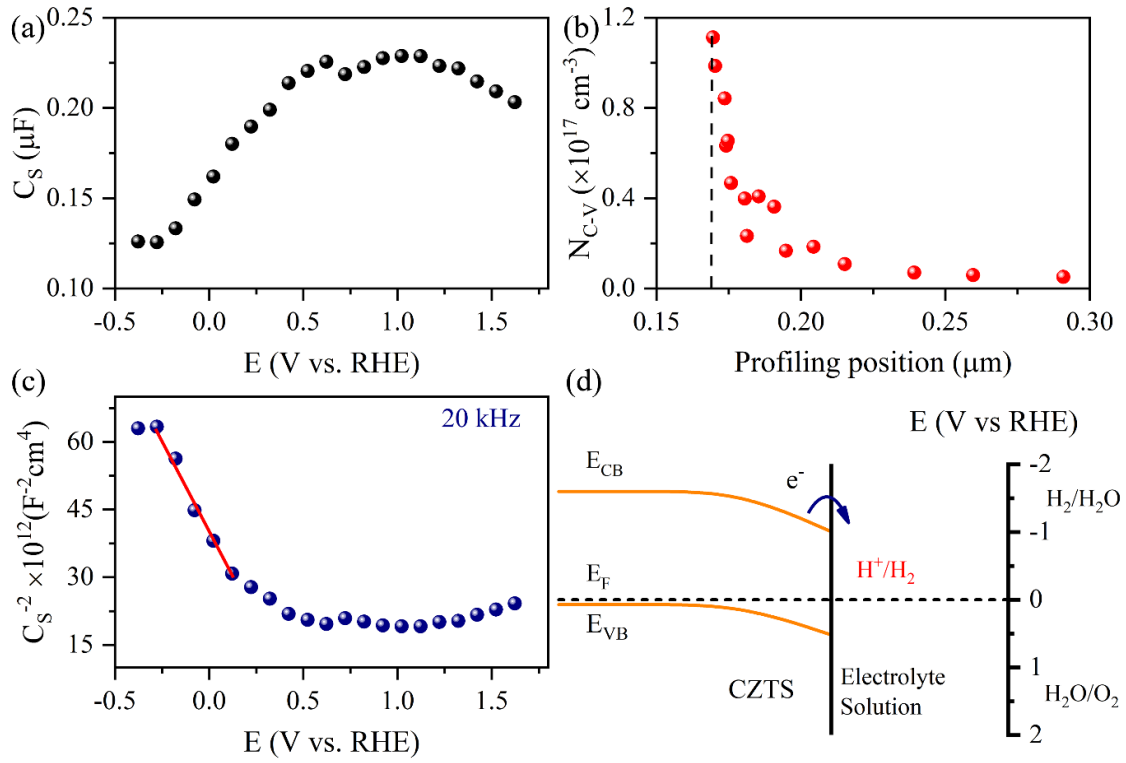 (a)
0.25
0.20
0.15
0.10
C_S (μF)
-0.5 0.0 0.5 1.0 1.5
E (V vs. RHE)
(b)
1.2
0.9
0.6
0.3
0.0
N_C-V (×10^17 cm^-3)
0.15 0.20 0.25 0.30
Profiling position (μm)
(c)
20 kHz
60
45
30
15
C_S^-2 ×10^12(F^-2cm^4)
-0.5 0.0 0.5 1.0 1.5
E (V vs. RHE)
(d)
E (V vs RHE)
-2
-1
0
1
2
H_2/H_2O
H_2O/O_2
E_CB
e^-
H^+/H_2
E_F
E_VB
CZTS
Electrolyte
Solution